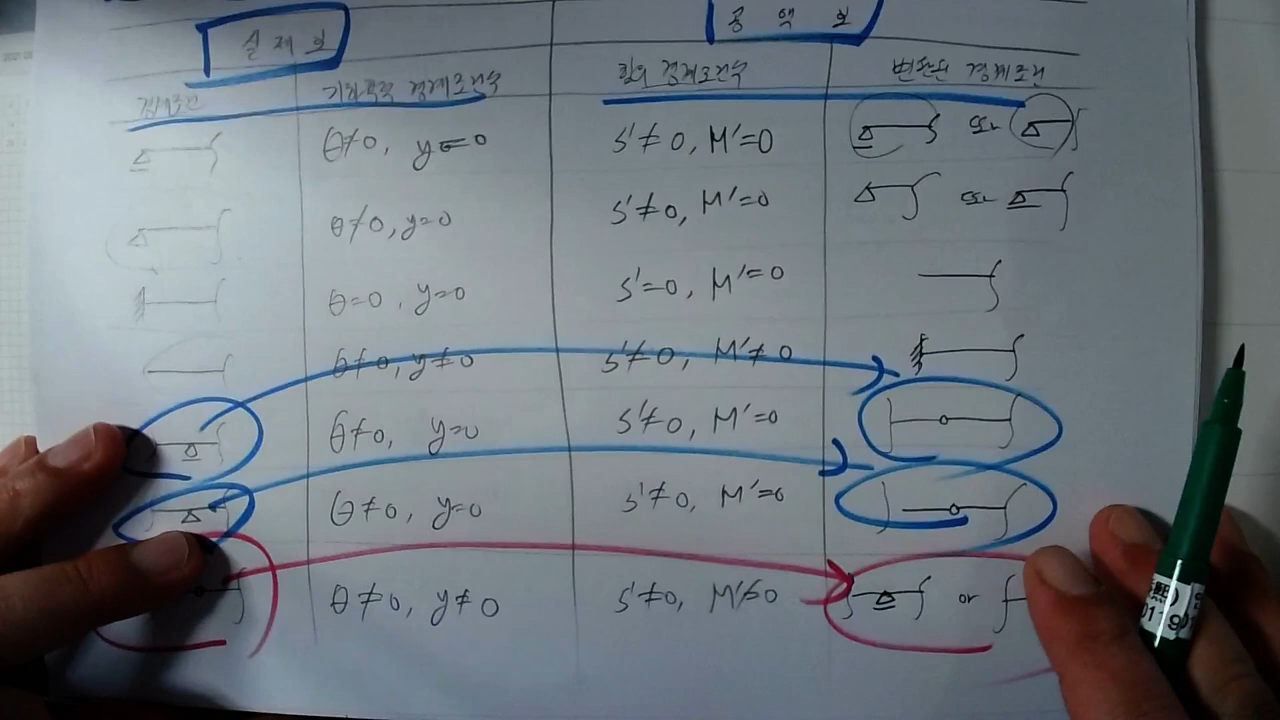 실제보 공액보
경계조건 기하학적 경계조건 힘의 경계조건 변환된 경계조건
θ≠0, y=0 S'≠0, M'=0 또는
θ≠0, y=0 S'≠0, M'=0 또는
θ=0, y=0 S'=0, M'=0
θ≠0, y≠0 S'≠0, M'≠0
θ≠0, y=0 S'≠0, M'=0
θ≠0, y=0 S'≠0, M'=0
θ≠0, y≠0 S'≠0, M'≠0 or